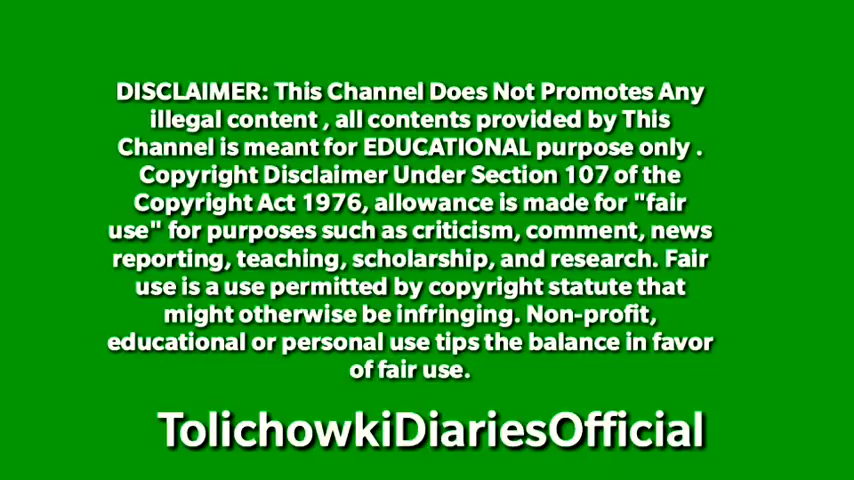 DISCLAIMER: This Channel Does Not Promotes Any
illegal content , all contents provided by This
Channel is meant for EDUCATIONAL purpose only .
Copyright Disclaimer Under Section 107 of the
Copyright Act 1976, allowance is made for "fair
use" for purposes such as criticism, comment, news
reporting, teaching, scholarship, and research. Fair
use is a use permitted by copyright statute that
might otherwise be infringing. Non-profit,
educational or personal use tips the balance in favor
of fair use.
TolichowkiDiariesOfficial